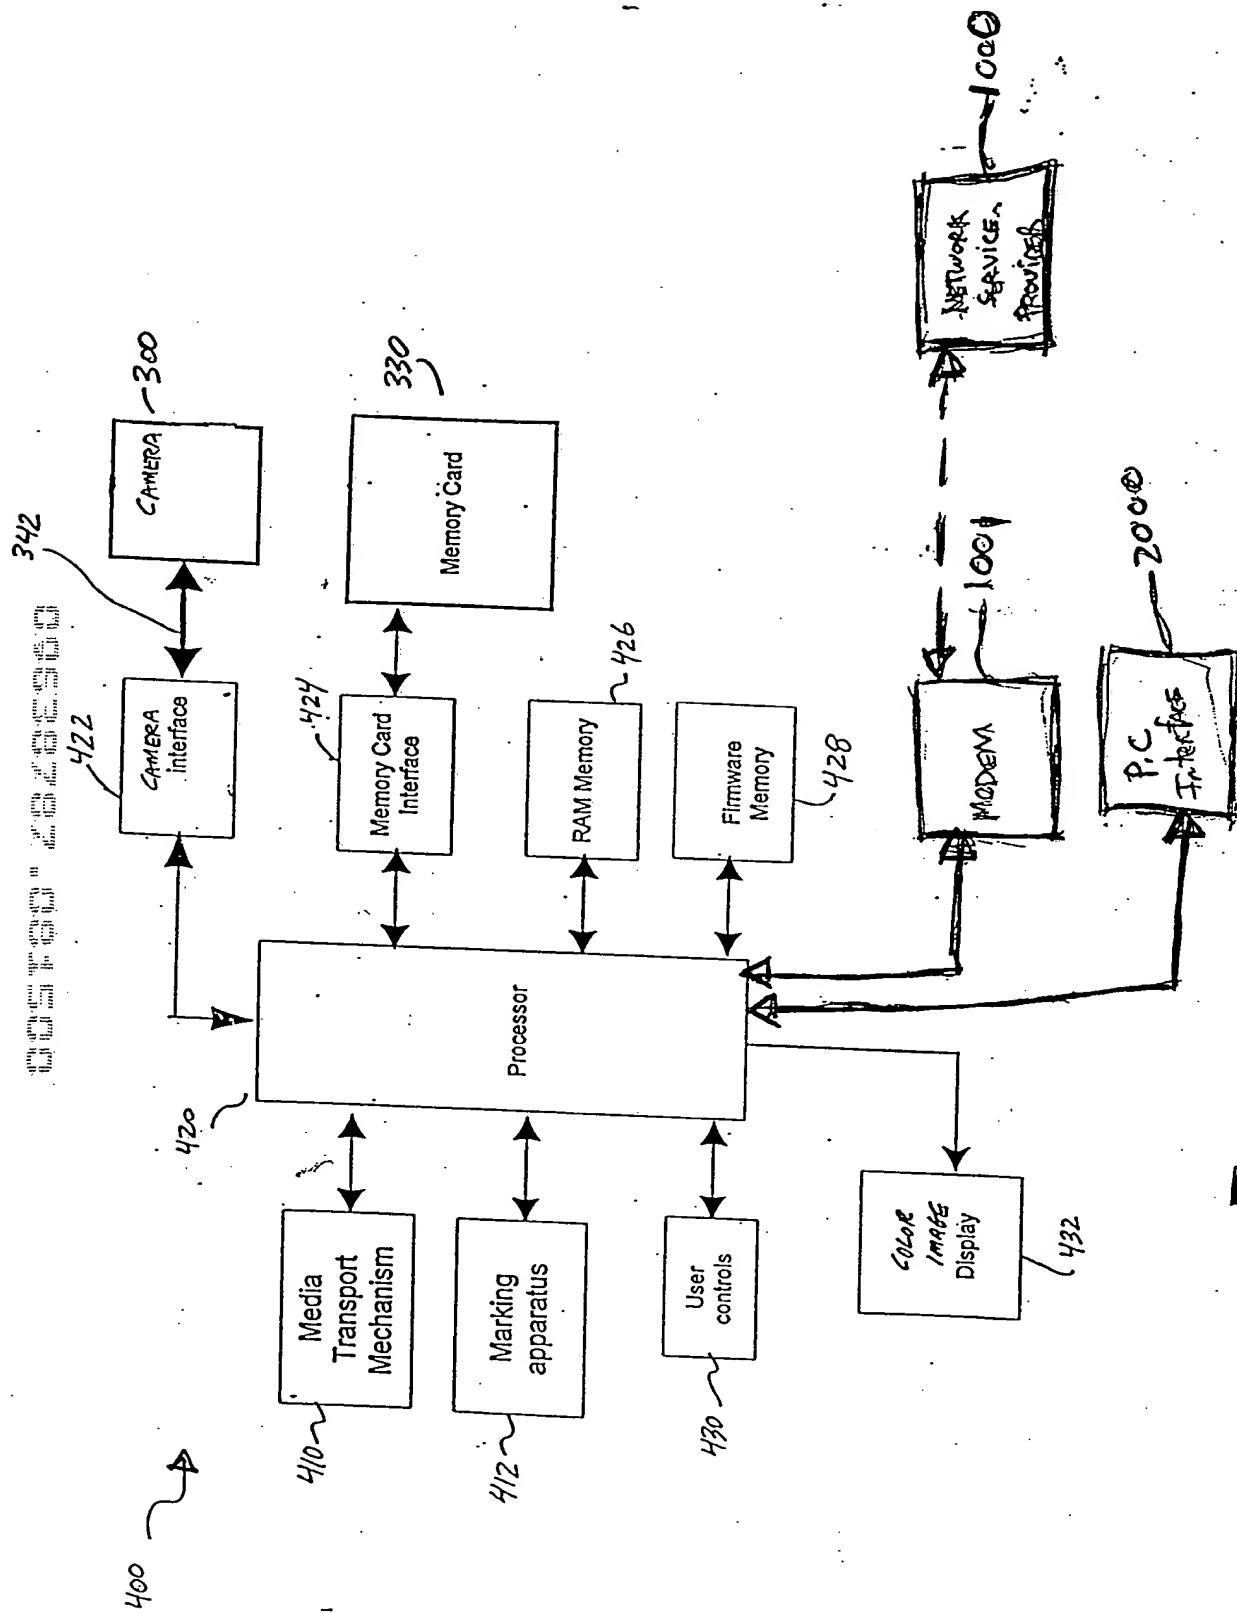 342
422
CAMERA
Interface
CAMERA
300
400
420
410
Media
Transport
Mechanism
Processor
424
Memory Card
Interface
Memory Card
330
412
Marking
apparatus
RAM Memory
426
430
User
controls
Firmware
Memory
428
COLOR
IMAGE
Display
432
MODEM
1001
NETWORK
SERVICE
PROVIDER
1000
P.C
Interface
2000